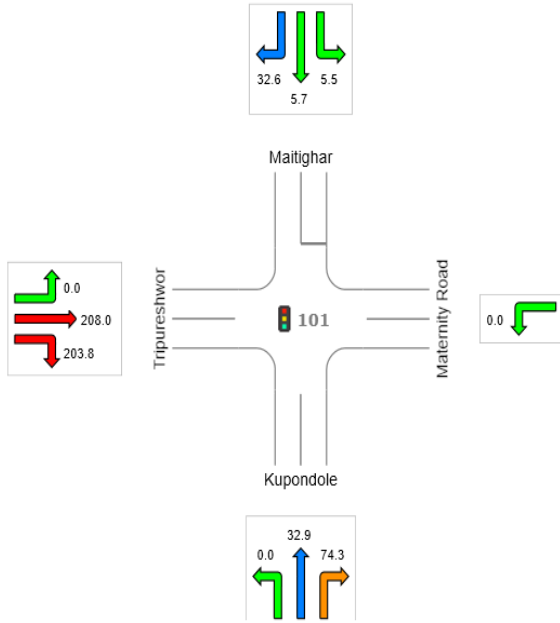 32.6
5.5
5.7
Maitighar
Tripureshwor
0.0
208.0
203.8
101
Maternity Road
0.0
Kupondole
32.9
0.0
74.3